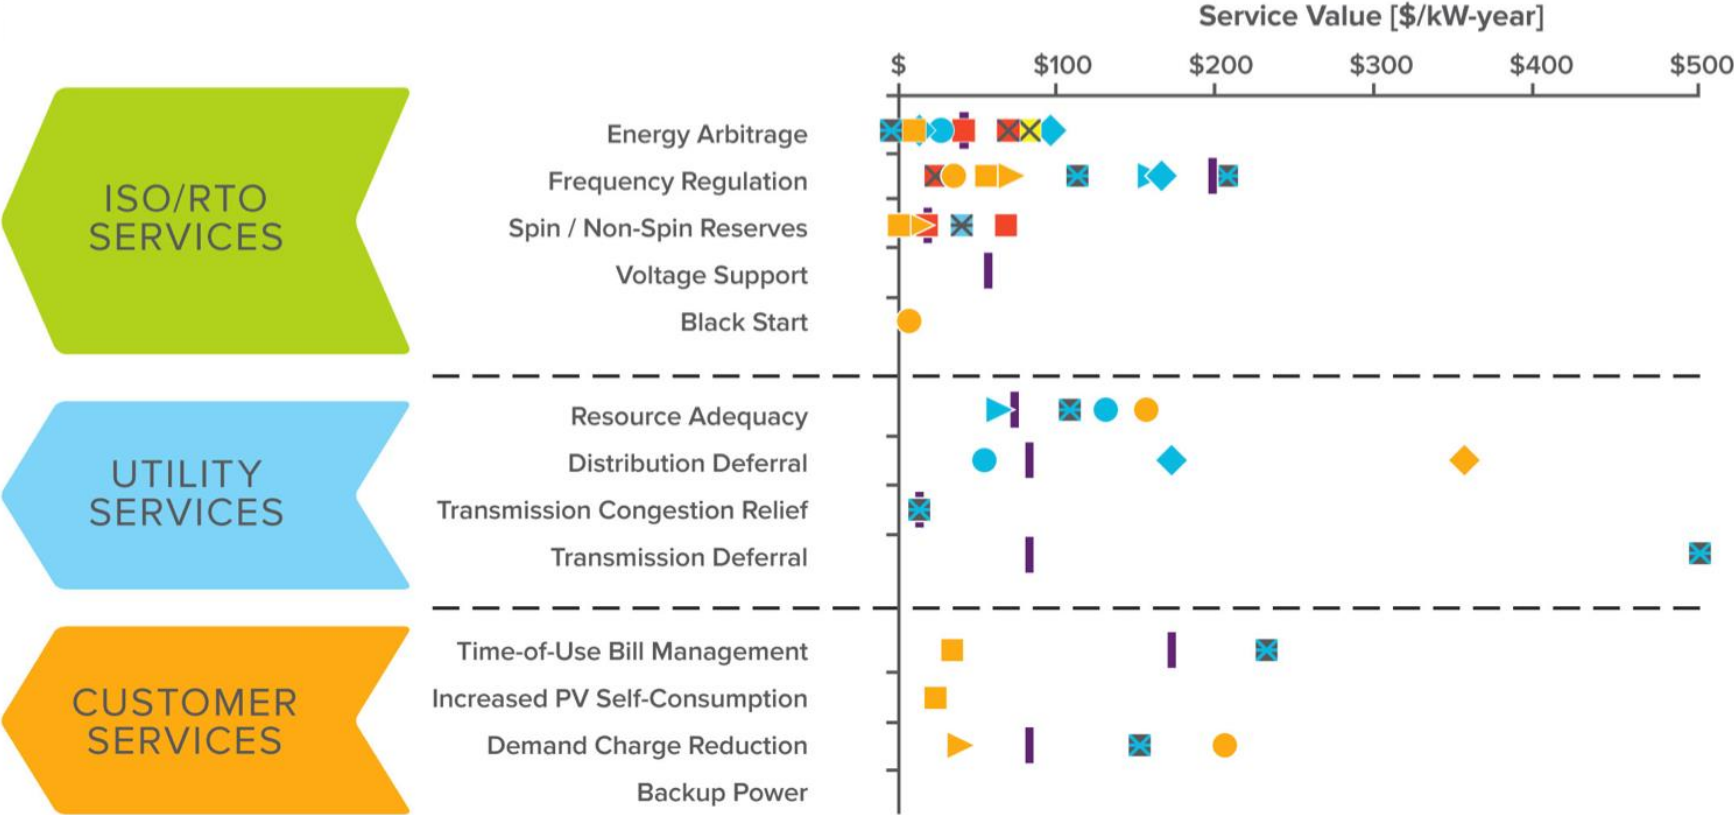 Service Value [$/kW-year]
$ $100 $200 $300 $400 $500
ISO/RTO
SERVICES
Energy Arbitrage
Frequency Regulation
Spin / Non-Spin Reserves
Voltage Support
Black Start
UTILITY
SERVICES
Resource Adequacy
Distribution Deferral
Transmission Congestion Relief
Transmission Deferral
CUSTOMER
SERVICES
Time-of-Use Bill Management
Increased PV Self-Consumption
Demand Charge Reduction
Backup Power